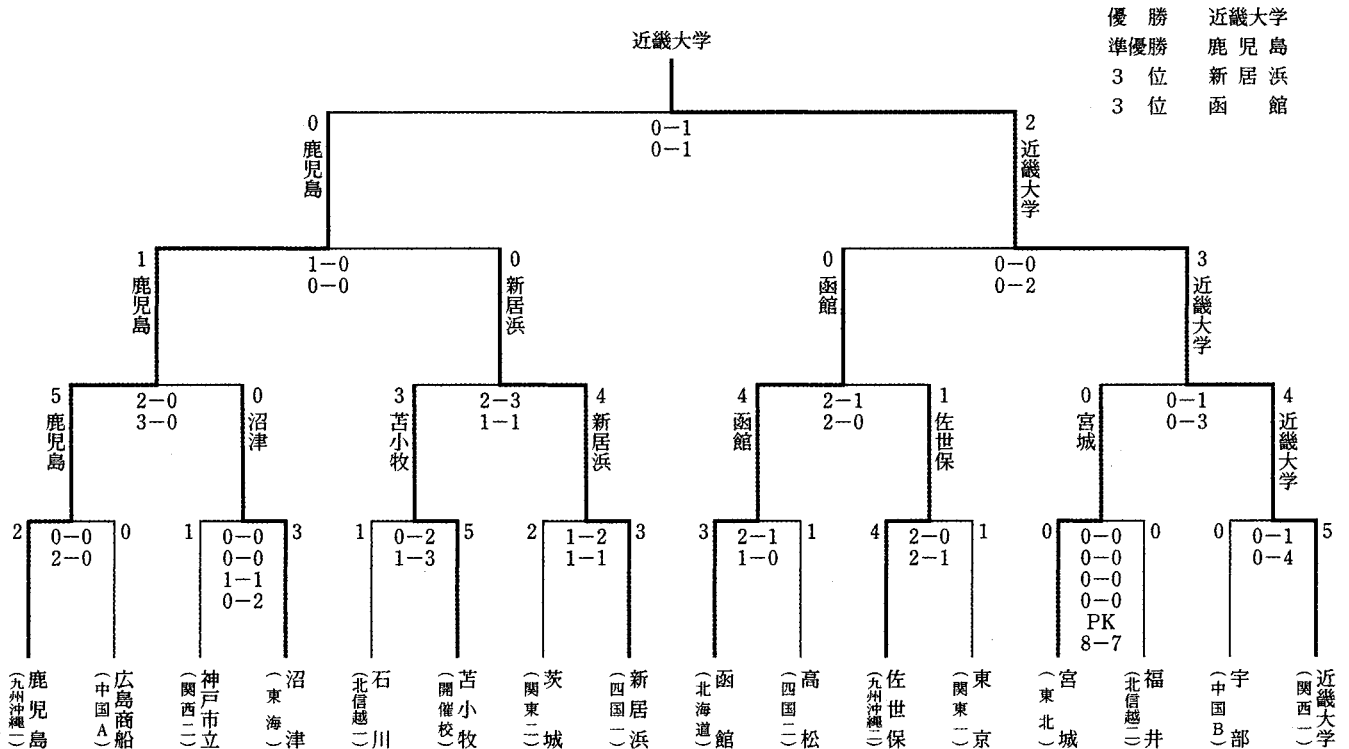 優　勝　近畿大学
準優勝　鹿児島
3　位　新居浜
3　位　函　館
近畿大学
0
0－1
0－1
2
鹿児島
近畿大学
1
1－0
0－0
0
0
0－0
0－2
3
鹿児島
新居浜
函館
近畿大学
5
2－0
3－0
0
3
2－3
1－1
4
4
2－1
2－0
1
0
0－1
0－3
4
鹿児島
沼津
苫小牧
新居浜
函館
佐世保
宮城
近畿大学
2
0－0
2－0
0
1
0－0
0－0
1－1
0－2
3
1
0－2
1－3
5
2
1－2
1－1
3
3
2－1
1－0
1
4
2－0
2－1
1
0
0－0
0－0
0－0
0－0
PK
8－7
0
0
0－1
0－4
5
鹿児島
(九州沖縄一)
広島商船
(中国A)
神戸市立
(関西二)
沼津
(東海)
石川
(北信越一)
苫小牧
(開催校)
茨城
(関東二)
新居浜
(四国一)
函館
(北海道)
高松
(四国二)
佐世保
(九州沖縄二)
東京
(関東一)
宮城
(東北)
福井
(北信越二)
宇部
(中国B)
近畿大学
(関西一)